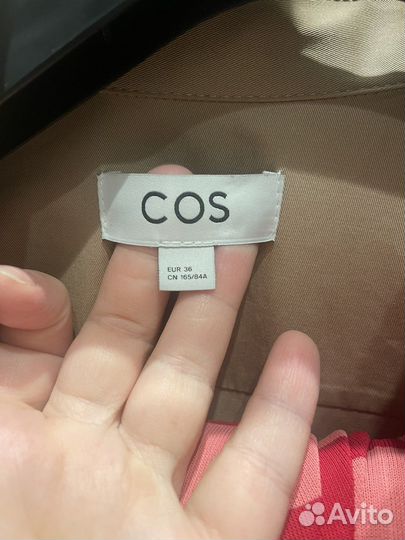 COS
EUR 36
CN 165/84A
Avito